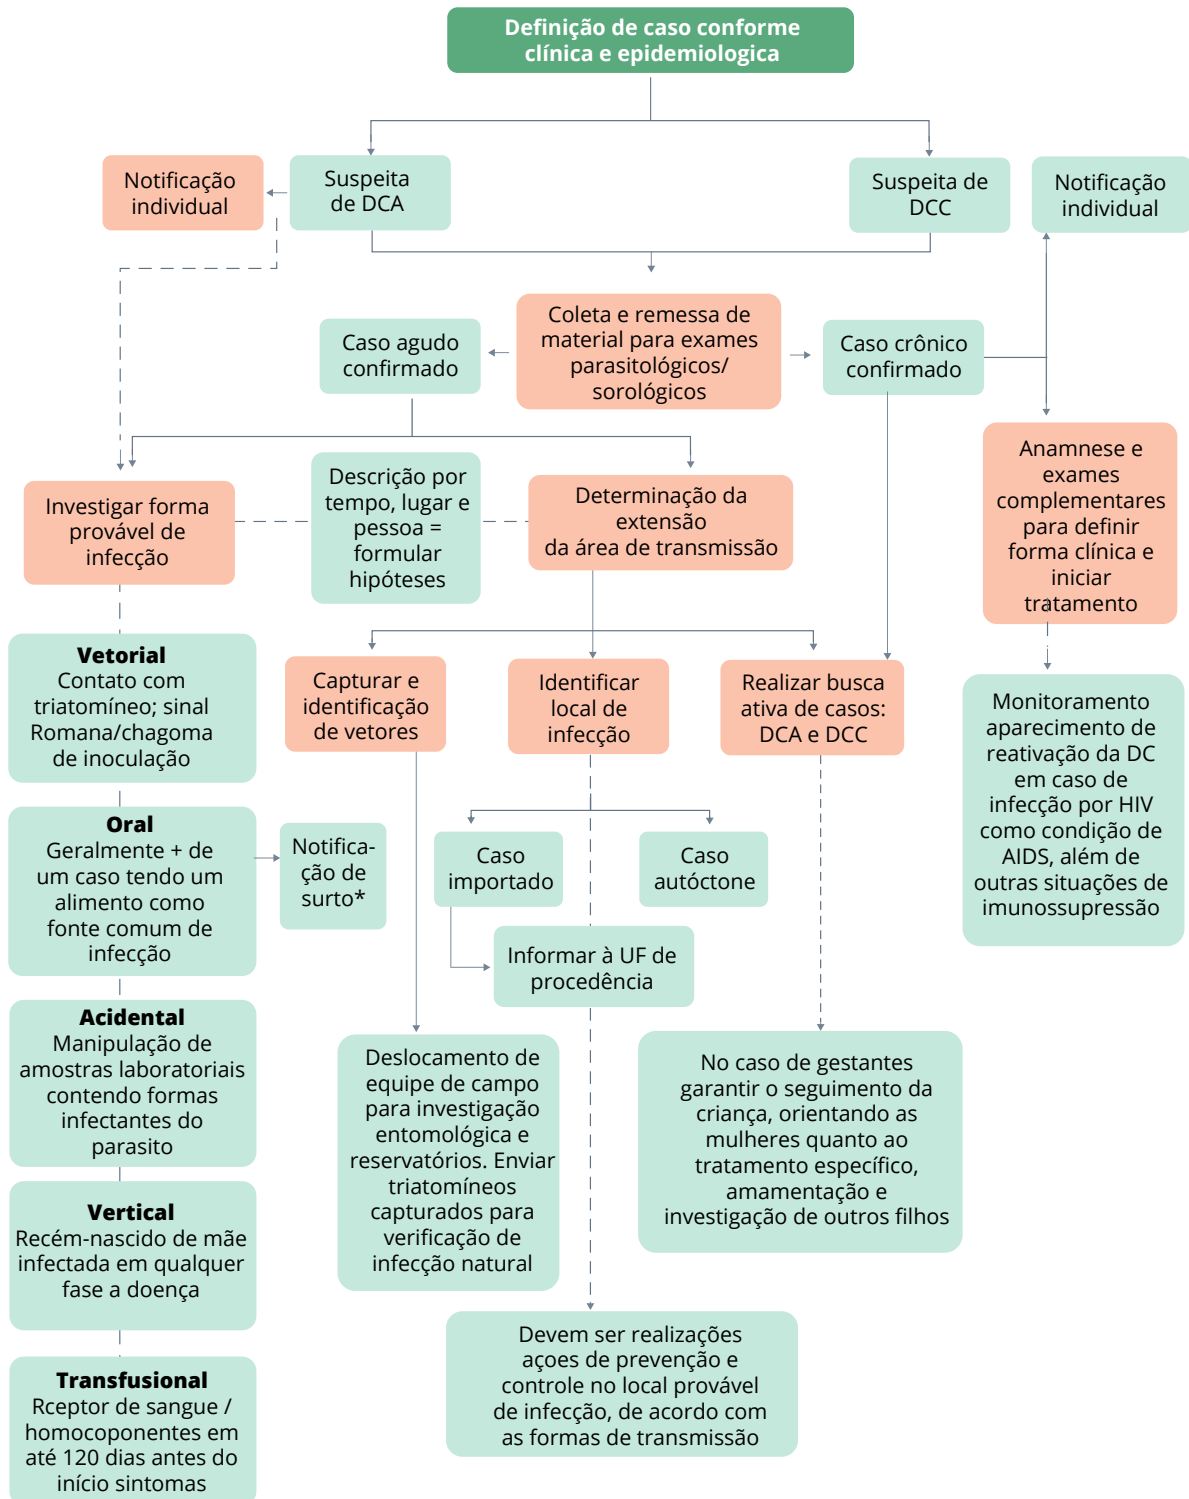 Definição de caso conforme
clínica e epidemiologica
Notificação
individual
Suspeita
de DCA
Suspeita de
DCC
Notificação
individual
Coleta e remessa de
material para exames
parasitológicos/
sorológicos
Caso agudo
confirmado
Caso crônico
confirmado
Investigar forma
provável de
infecção
Descrição por
tempo, lugar e
pessoa =
formular
hipóteses
Determinação da
extensão
da área de transmissão
Anamnese e
exames
complementares
para definir
forma clínica e
iniciar
tratamento
Vetorial
Contato com
triatomíneo; sinal
Romana/chagoma
de inoculação
Capturar e
identificação
de vetores
Identificar
local de
infecção
Realizar busca
ativa de casos:
DCA e DCC
Monitoramento
aparecimento de
reativação da DC
em caso de
infecção por HIV
como condição de
AIDS, além de
outras situações de
imunossupressão
Oral
Geralmente + de
um caso tendo um
alimento como
fonte comum de
infecção
Notifica-
ção de
surto*
Caso
importado
Caso
autóctone
Informar à UF de
procedência
Acidental
Manipulação de
amostras laboratoriais
contendo formas
infectantes do
parasito
Deslocamento de
equipe de campo
para investigação
entomológica e
reservatórios. Enviar
triatomíneos
capturados para
verificação de
infecção natural
No caso de gestantes
garantir o seguimento da
criança, orientando as
mulheres quanto ao
tratamento específico,
amamentação e
investigação de outros filhos
Vertical
Recém-nascido de mãe
infectada em qualquer
fase a doença
Devem ser realizações
açoes de prevenção e
controle no local provável
de infecção, de acordo com
as formas de transmissão
Transfusional
Rceptor de sangue /
homocoponentes em
até 120 dias antes do
início sintomas